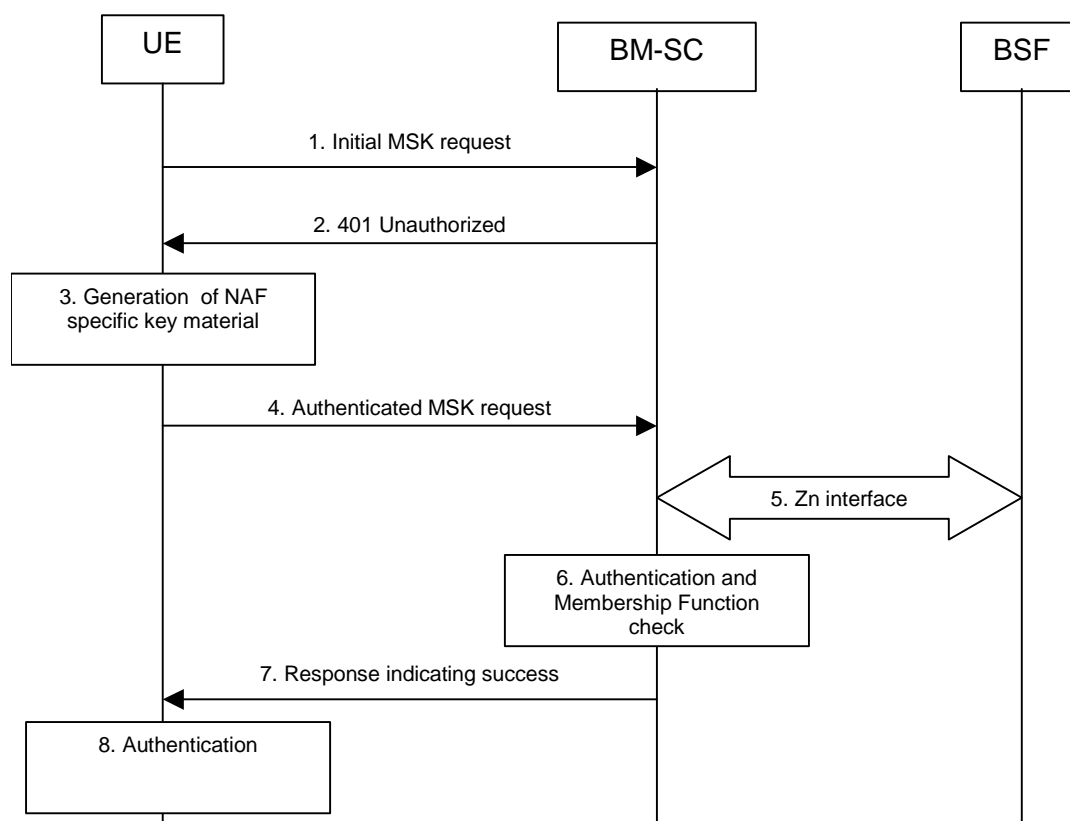 UE
BM-SC
BSF
1. Initial MSK request
2. 401 Unauthorized
3. Generation of NAF
specific key material
4. Authenticated MSK request
5. Zn interface
6. Authentication and
Membership Function
check
7. Response indicating success
8. Authentication